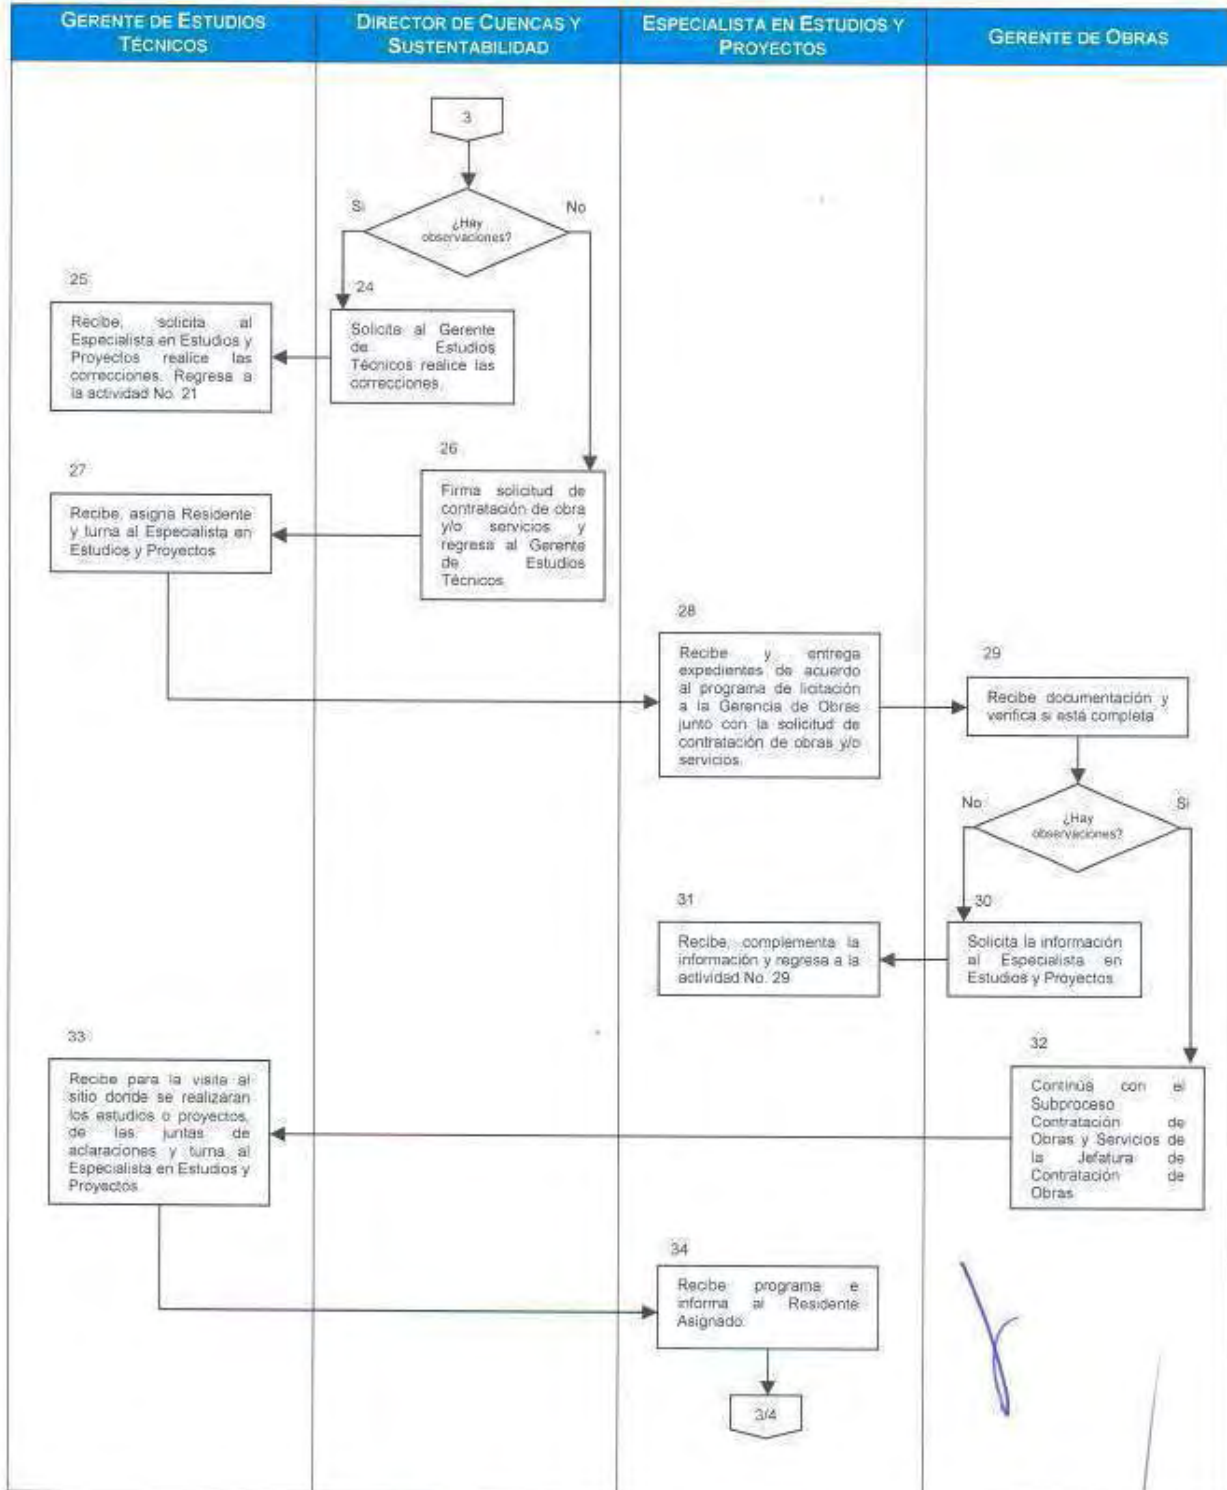 GERENTE DE ESTUDIOS
TÉCNICOS
DIRECTOR DE CUENCAS Y
SUSTENTABILIDAD
ESPECIALISTA EN ESTUDIOS Y
PROYECTOS
GERENTE DE OBRAS
3
Si
¿Hay
observaciones?
No
25
Recibe, solicita al
Especialista en Estudios y
Proyectos realice las
correcciones. Regresa a
la actividad No. 21
24
Solicita al Gerente
de Estudios
Técnicos realice las
correcciones.
27
Recibe, asigna Residente
y turna al Especialista en
Estudios y Proyectos
26
Firma solicitud de
contratación de obra
y/o servicios y
regresa al Gerente
de Estudios
Técnicos
28
Recibe y entrega
expedientes de acuerdo
al programa de licitación
a la Gerencia de Obras
junto con la solicitud de
contratación de obras y/o
servicios.
29
Recibe documentación y
verifica si está completa
No
¿Hay
observaciones?
Si
31
Recibe, complementa la
información y regresa a la
actividad No. 29
30
Solicita la información
al Especialista en
Estudios y Proyectos
33
Recibe para la visita al
sitio donde se realizaran
los estudios o proyectos,
de las juntas de
aclaraciones y turna al
Especialista en Estudios y
Proyectos
32
Continúa con el
Subproceso
Contratación de
Obras y Servicios de
la Jefatura de
Contratación de
Obras
34
Recibe programa e
informa al Residente
Asignado.
3/4